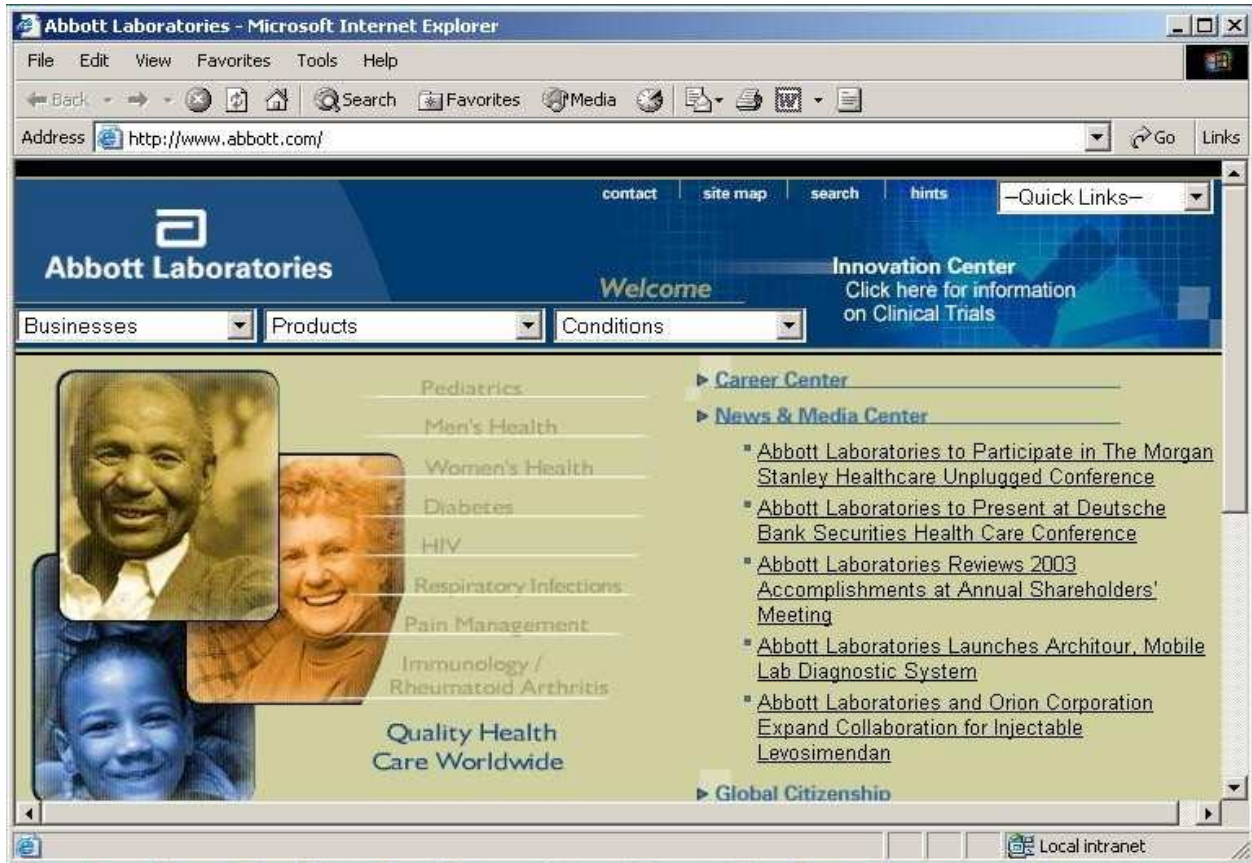 Abbott Laboratories - Microsoft Internet Explorer
File Edit View Favorites Tools Help
Back Search Favorites Media
Address http://www.abbott.com/ Go Links
contact site map search hints —Quick Links—
Abbott Laboratories
Welcome
Innovation Center
Click here for information
on Clinical Trials
Businesses Products Conditions
Pediatrics
Men's Health
Women's Health
Diabetes
HIV
Respiratory Infections
Pain Management
Immunology /
Rheumatoid Arthritis
Quality Health
Care Worldwide
Career Center
News & Media Center
Abbott Laboratories to Participate in The Morgan
Stanley Healthcare Unplugged Conference
Abbott Laboratories to Present at Deutsche
Bank Securities Health Care Conference
Abbott Laboratories Reviews 2003
Accomplishments at Annual Shareholders'
Meeting
Abbott Laboratories Launches Architour, Mobile
Lab Diagnostic System
Abbott Laboratories and Orion Corporation
Expand Collaboration for Injectable
Levosimendan
Global Citizenship
Local intranet